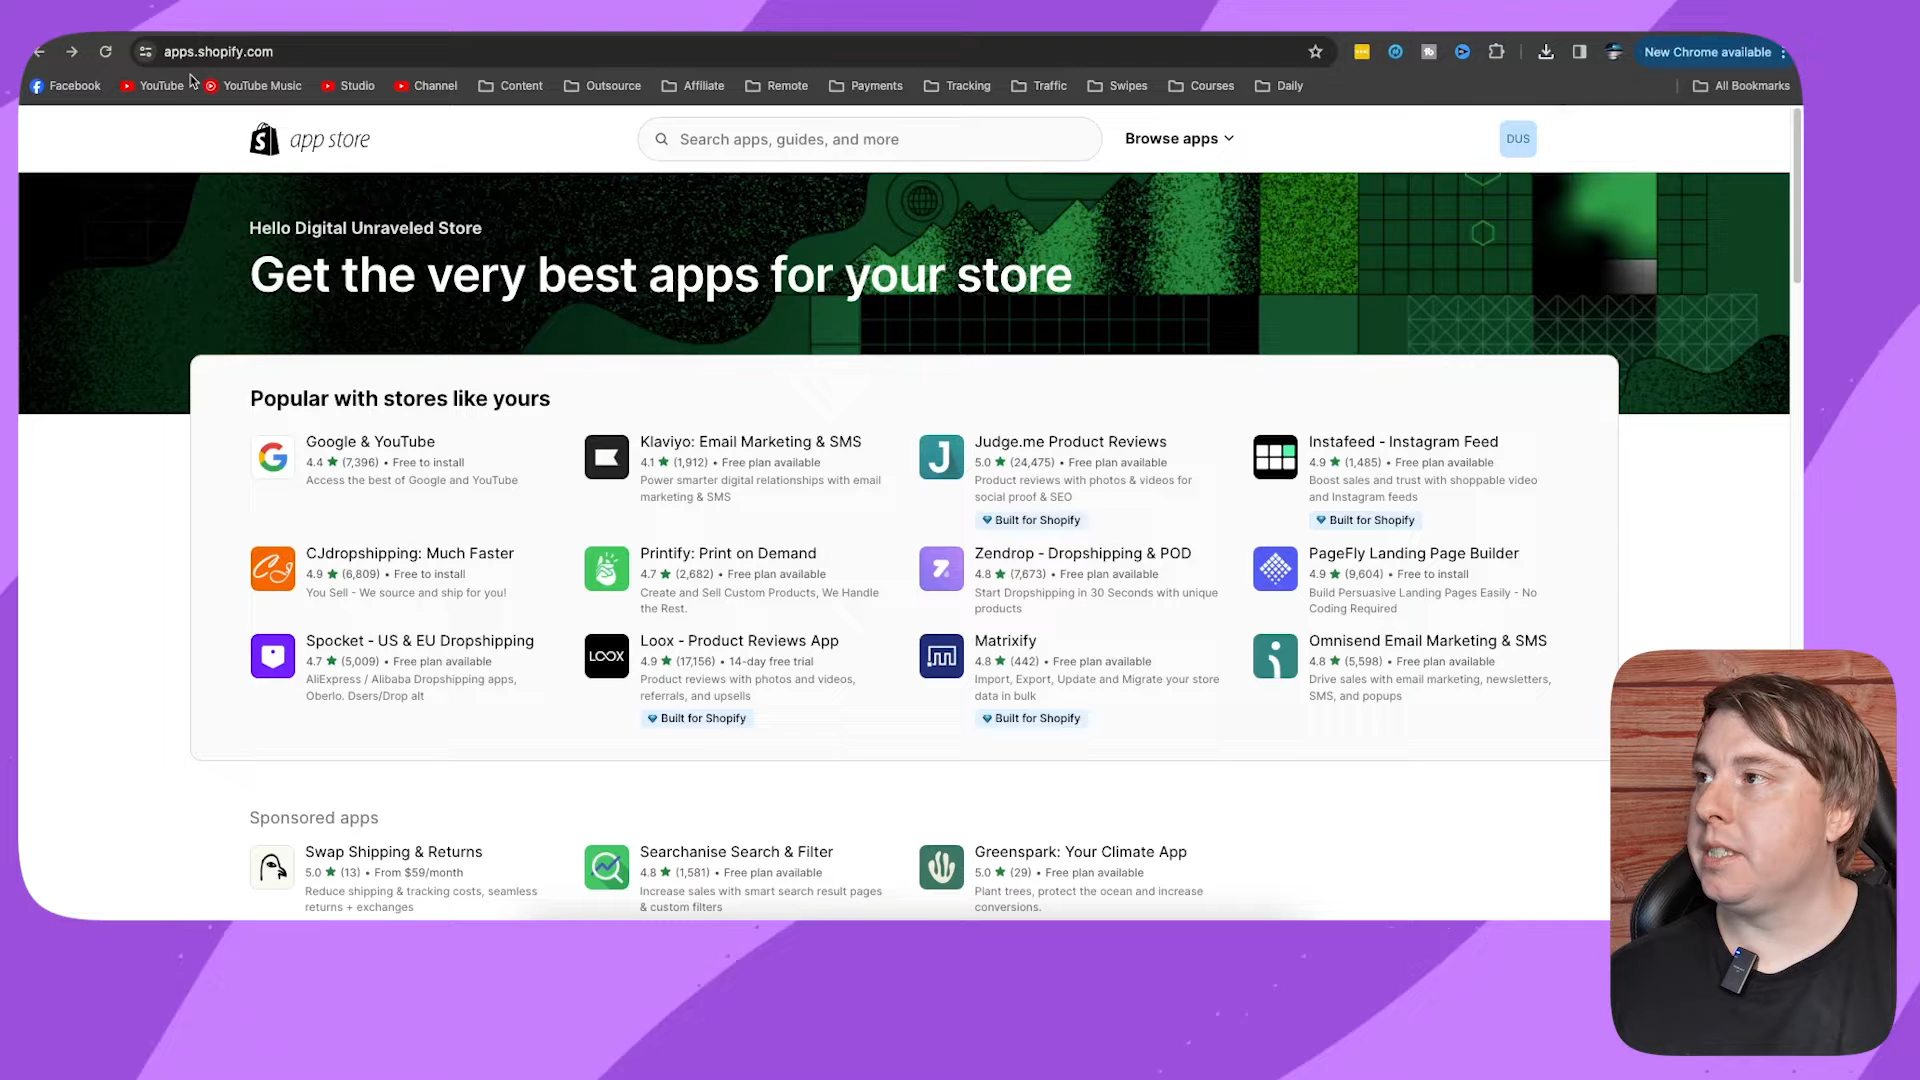 apps.shopify.com
New Chrome available
Facebook
YouTube
YouTube Music
Studio
Channel
Content
Outsource
Affiliate
Remote
Payments
Tracking
Traffic
Swipes
Courses
Daily
All Bookmarks
app store
Search apps, guides, and more
Browse apps
DUS
Hello Digital Unraveled Store
Get the very best apps for your store
Popular with stores like yours
Google & YouTube
4.4 ★ (7,396) • Free to install
Access the best of Google and YouTube
Klaviyo: Email Marketing & SMS
4.1 ★ (1,912) • Free plan available
Power smarter digital relationships with email
marketing & SMS
Judge.me Product Reviews
5.0 ★ (24,475) • Free plan available
Product reviews with photos & videos for
social proof & SEO
Built for Shopify
Instafeed - Instagram Feed
4.9 ★ (1,485) • Free plan available
Boost sales and trust with shoppable video
and Instagram feeds
Built for Shopify
CJdropshipping: Much Faster
4.9 ★ (6,809) • Free to install
You Sell - We source and ship for you!
Printify: Print on Demand
4.7 ★ (2,682) • Free plan available
Create and Sell Custom Products, We Handle
the Rest.
Zendrop - Dropshipping & POD
4.8 ★ (7,673) • Free plan available
Start Dropshipping in 30 Seconds with unique
products
PageFly Landing Page Builder
4.9 ★ (9,604) • Free to install
Build Persuasive Landing Pages Easily - No
Coding Required
Spocket - US & EU Dropshipping
4.7 ★ (5,009) • Free plan available
AliExpress / Alibaba Dropshipping apps,
Oberlo. Dsers/Drop alt
LOOX
Loox - Product Reviews App
4.9 ★ (17,156) • 14-day free trial
Product reviews with photos and videos,
referrals, and upsells
Built for Shopify
Matrixify
4.8 ★ (442) • Free plan available
Import, Export, Update and Migrate your store
data in bulk
Built for Shopify
Omnisend Email Marketing & SMS
4.8 ★ (5,598) • Free plan available
Drive sales with email marketing, newsletters,
SMS, and popups
Sponsored apps
Swap Shipping & Returns
5.0 ★ (13) • From $59/month
Reduce shipping & tracking costs, seamless
returns + exchanges
Searchanise Search & Filter
4.8 ★ (1,581) • Free plan available
Increase sales with smart search result pages
& custom filters
Greenspark: Your Climate App
5.0 ★ (29) • Free plan available
Plant trees, protect the ocean and increase
conversions.